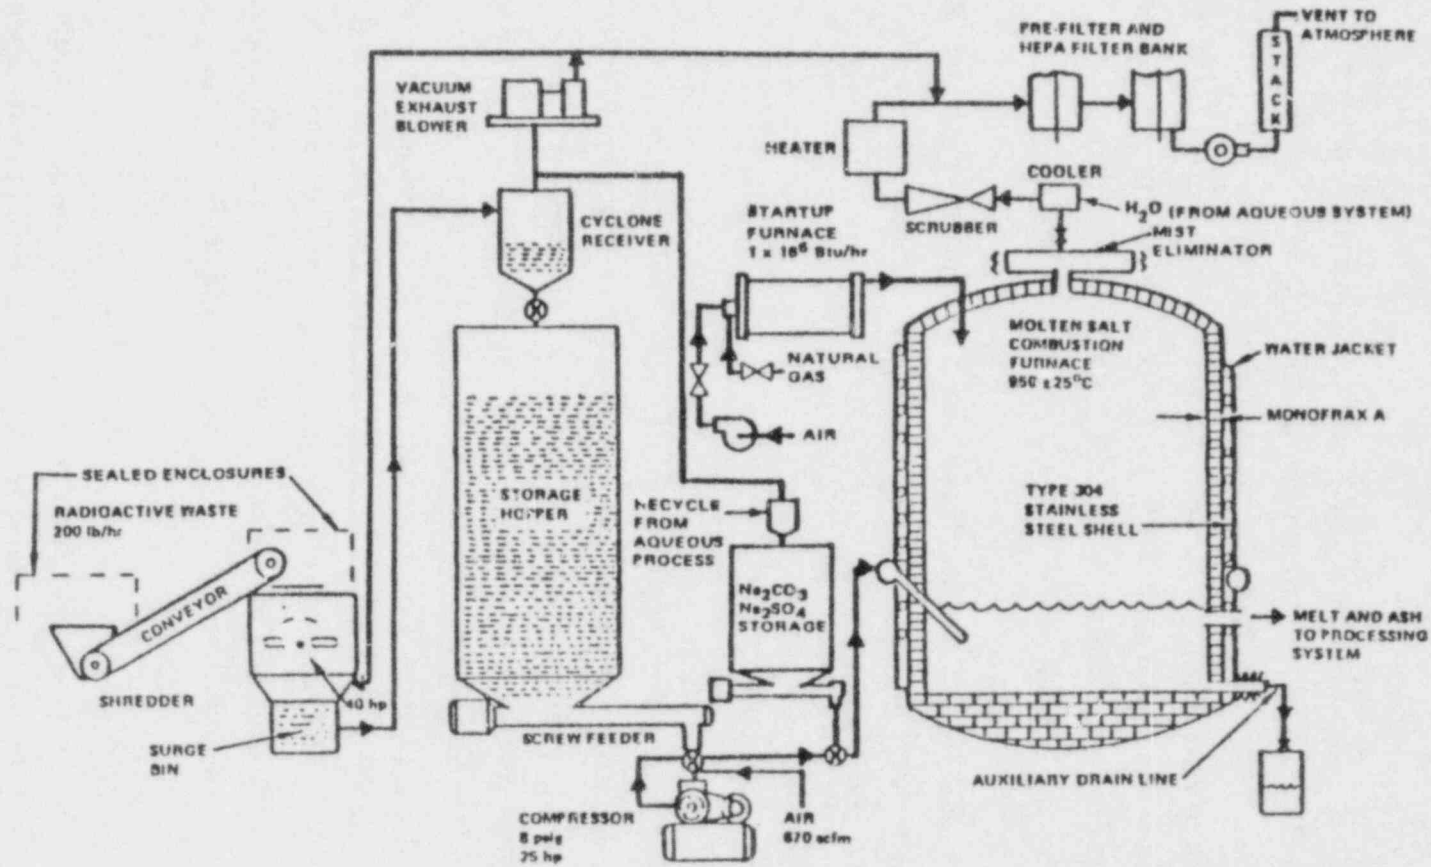 VENT TO
ATMOSPHERE
PRE-FILTER AND
HEPA FILTER BANK
STACK
VACUUM
EXHAUST
BLOWER
HEATER
COOLER
H2O (FROM AQUEOUS SYSTEM)
SCRUBBER
MIST
ELIMINATOR
CYCLONE
RECEIVER
STARTUP
FURNACE
1 x 10⁶ Btu/hr
MOLTEN SALT
COMBUSTION
FURNACE
950 ± 25°C
WATER JACKET
NATURAL
GAS
MONOFRAX A
AIR
SEALED ENCLOSURES
RADIOACTIVE WASTE
200 lb/hr
STORAGE
HOPPER
RECYCLE
FROM
AQUEOUS
PROCESS
TYPE 304
STAINLESS
STEEL SHELL
CONVEYOR
Na2CO3
Na2SO4
STORAGE
MELT AND ASH
TO PROCESSING
SYSTEM
SHREDDER
40 hp
SURGE
BIN
SCREW FEEDER
AUXILIARY DRAIN LINE
COMPRESSOR
8 psig
25 hp
AIR
670 scfm